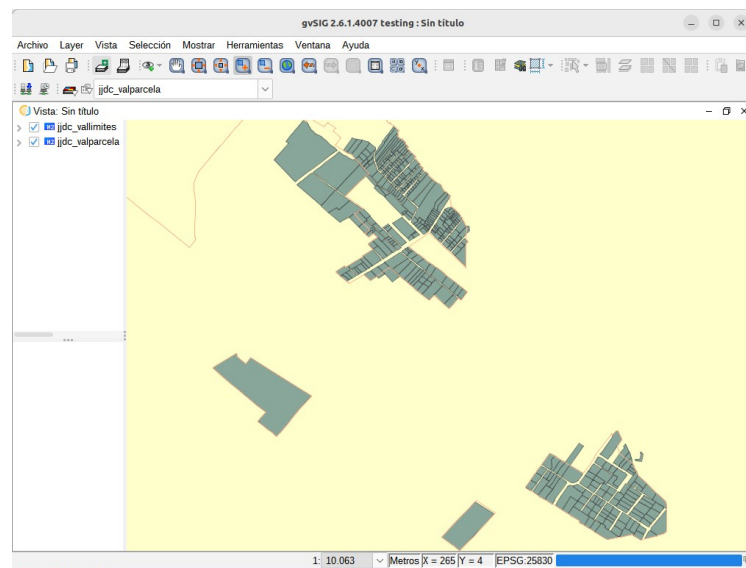 gvSIG 2.6.1.4007 testing : Sin título
Archivo Layer Vista Selección Mostrar Herramientas Ventana Ayuda
jjdc_valparcela
Vista: Sin título
jjdc_vallimites
jjdc_valparcela
1: 10.063 Metros X = 265 Y = 4 EPSG:25830